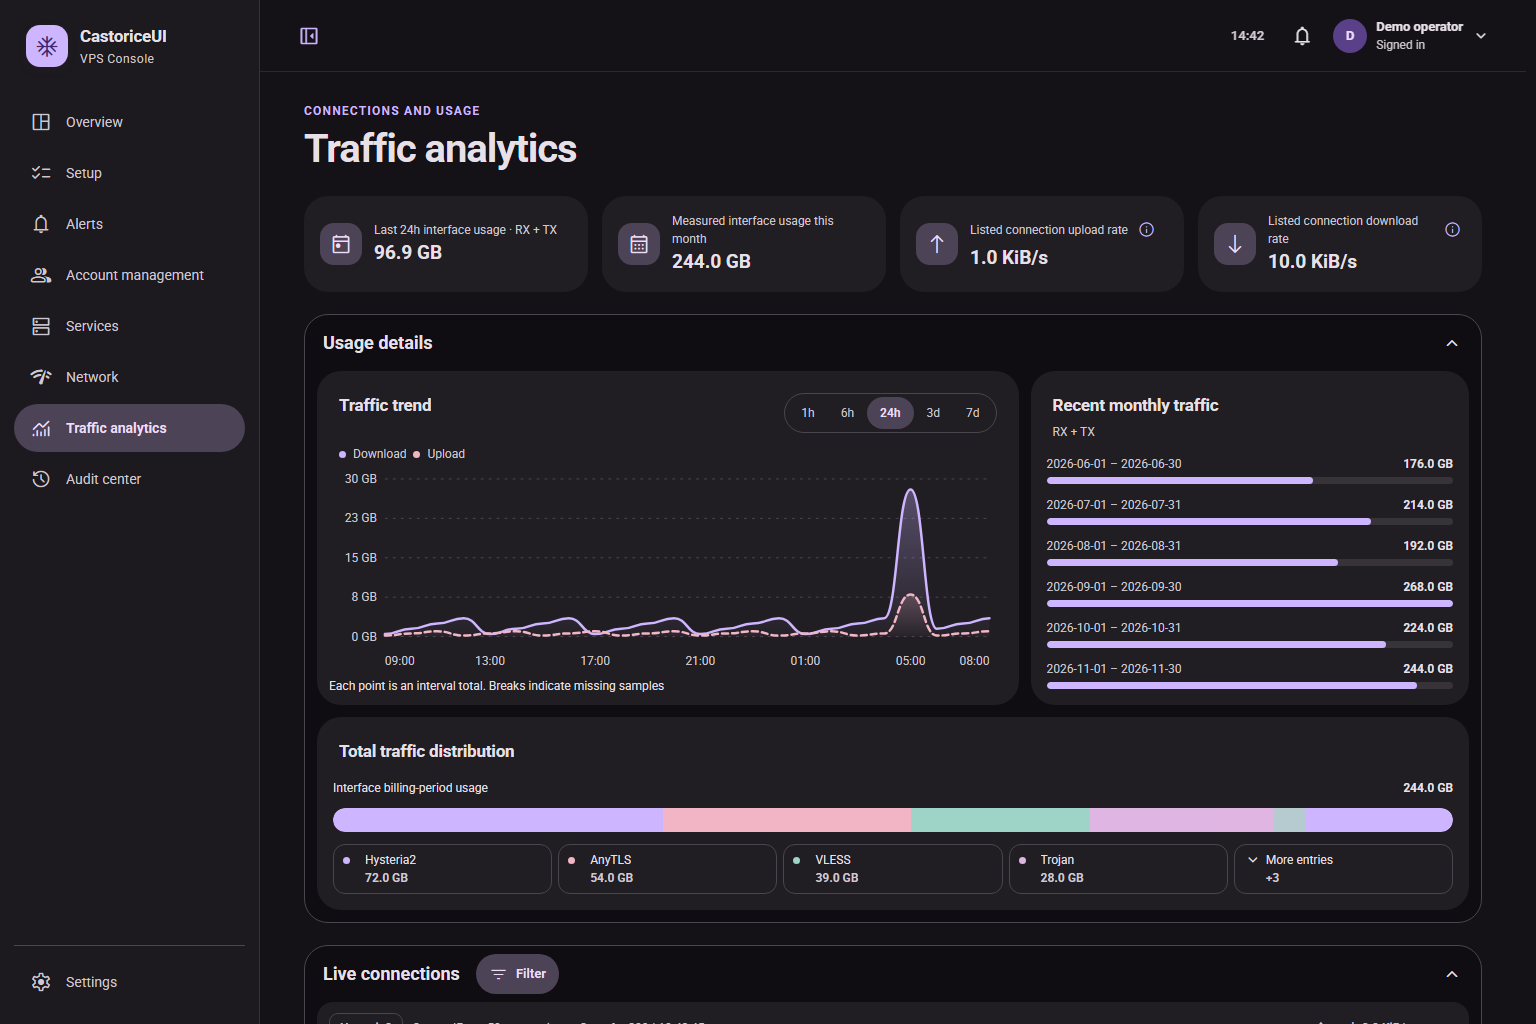 CastoriceUI
VPS Console
Overview
Setup
Alerts
Account management
Services
Network
Traffic analytics
Audit center
Settings
14:42
D
Demo operator
Signed in
CONNECTIONS AND USAGE
Traffic analytics
Last 24h interface usage · RX + TX
96.9 GB
Measured interface usage this
month
244.0 GB
Listed connection upload rate
1.0 KiB/s
Listed connection download
rate
10.0 KiB/s
Usage details
Traffic trend
1h 6h 24h 3d 7d
Download Upload
30 GB
23 GB
15 GB
8 GB
0 GB
09:00 13:00 17:00 21:00 01:00 05:00 08:00
Each point is an interval total. Breaks indicate missing samples
Recent monthly traffic
RX + TX
2026-06-01 – 2026-06-30 176.0 GB
2026-07-01 – 2026-07-31 214.0 GB
2026-08-01 – 2026-08-31 192.0 GB
2026-09-01 – 2026-09-30 268.0 GB
2026-10-01 – 2026-10-31 224.0 GB
2026-11-01 – 2026-11-30 244.0 GB
Total traffic distribution
Interface billing-period usage 244.0 GB
Hysteria2
72.0 GB
AnyTLS
54.0 GB
VLESS
39.0 GB
Trojan
28.0 GB
More entries
+3
Live connections
Filter